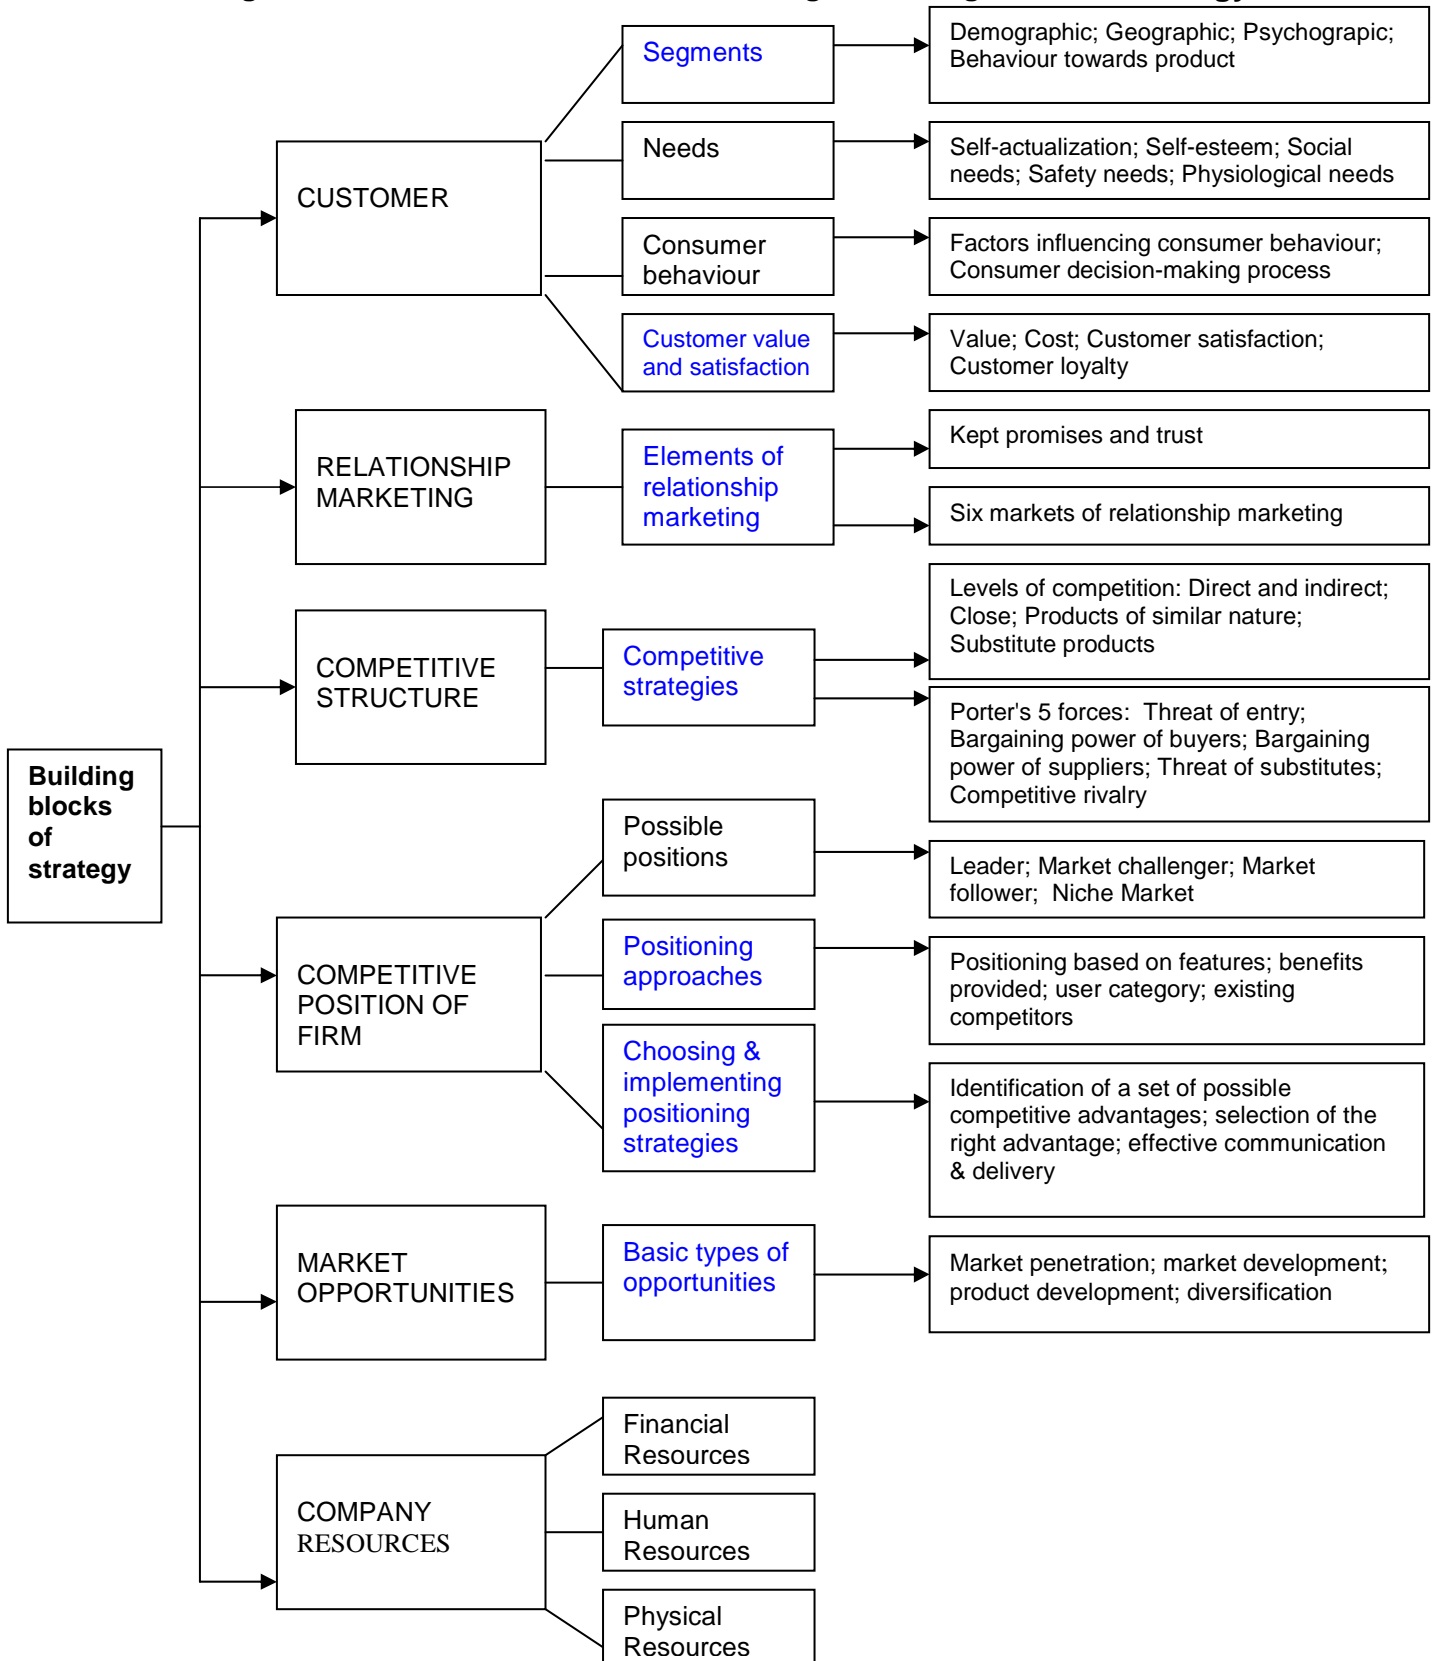 Segments
Demographic; Geographic; Psychograpic;
Behaviour towards product
CUSTOMER
Needs
Self-actualization; Self-esteem; Social
needs; Safety needs; Physiological needs
Consumer
behaviour
Factors influencing consumer behaviour;
Consumer decision-making process
Customer value
and satisfaction
Value; Cost; Customer satisfaction;
Customer loyalty
RELATIONSHIP
MARKETING
Elements of
relationship
marketing
Kept promises and trust
Six markets of relationship marketing
COMPETITIVE
STRUCTURE
Competitive
strategies
Levels of competition: Direct and indirect;
Close; Products of similar nature;
Substitute products
Porter's 5 forces:  Threat of entry;
Bargaining power of buyers; Bargaining
power of suppliers; Threat of substitutes;
Competitive rivalry
Building
blocks
of
strategy
Possible
positions
Leader; Market challenger; Market
follower;  Niche Market
COMPETITIVE
POSITION OF
FIRM
Positioning
approaches
Positioning based on features; benefits
provided; user category; existing
competitors
Choosing &
implementing
positioning
strategies
Identification of a set of possible
competitive advantages; selection of the
right advantage; effective communication
& delivery
MARKET
OPPORTUNITIES
Basic types of
opportunities
Market penetration; market development;
product development; diversification
COMPANY
RESOURCES
Financial
Resources
Human
Resources
Physical
Resources